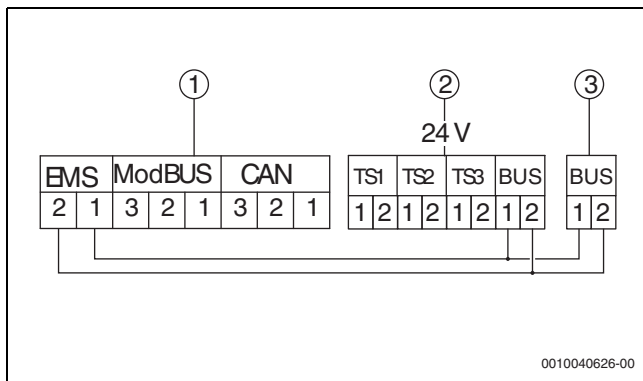 1 2 3
24 V
EMS ModBUS CAN TS1 TS2 TS3 BUS BUS
2 1 3 2 1 3 2 1 1 2 1 2 1 2 1 2 1 2
0010040626-00